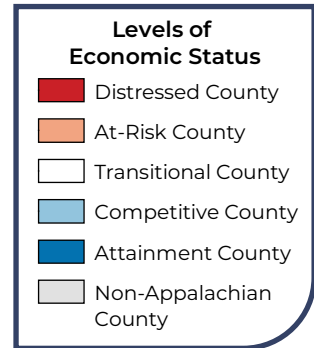 Levels of
Economic Status
Distressed County
At-Risk County
Transitional County
Competitive County
Attainment County
Non-Appalachian
County